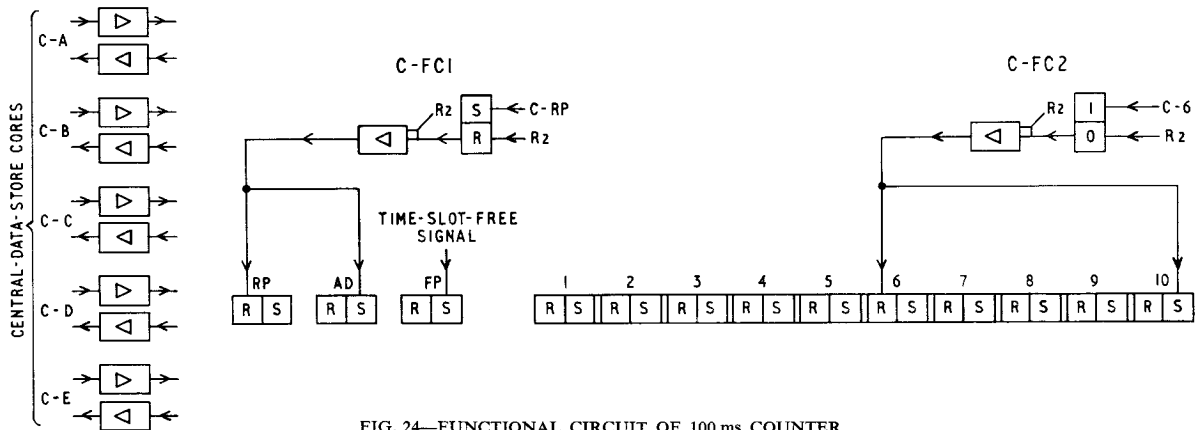 CENTRAL-DATA-STORE CORES
C-A
C-B
C-C
C-D
C-E
C-FC1
R2
S
R
C-RP
R2
TIME-SLOT-FREE
SIGNAL
RP AD FP
R S R S R S
C-FC2
R2
1
0
C-6
R2
1 2 3 4 5 6 7 8 9 10
R S R S R S R S R S R S R S R S R S R S
FIG. 24—FUNCTIONAL CIRCUIT OF 100 ms COUNTER